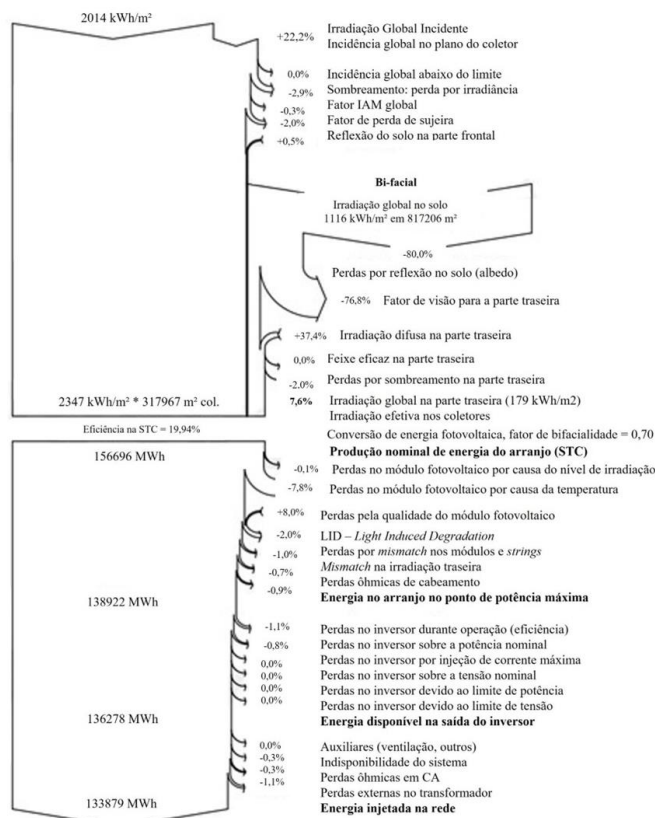 2014 kWh/m²
Irradiação Global Incidente
+22,2%
Incidência global no plano do coletor
0,0%
Incidência global abaixo do limite
-2,9%
Sombreamento: perda por irradiância
-0,3%
Fator IAM global
-2,0%
Fator de perda de sujeira
+0,5%
Reflexão do solo na parte frontal
Bi-facial
Irradiação global no solo
1116 kWh/m² em 817206 m²
-80,0%
Perdas por reflexão no solo (albedo)
-76,8%
Fator de visão para a parte traseira
+37,4%
Irradiação difusa na parte traseira
0,0%
Feixe eficaz na parte traseira
-2,0%
Perdas por sombreamento na parte traseira
2347 kWh/m² * 317967 m² col.
7,6%
Irradiação global na parte traseira (179 kWh/m2)
Irradiação efetiva nos coletores
Eficiência na STC = 19,94%
Conversão de energia fotovoltaica, fator de bifacialidade = 0,70
156696 MWh
Produção nominal de energia do arranjo (STC)
-0,1%
Perdas no módulo fotovoltaico por causa do nível de irradiação
-7,8%
Perdas no módulo fotovoltaico por causa da temperatura
+8,0%
Perdas pela qualidade do módulo fotovoltaico
-2,0%
LID – Light Induced Degradation
-1,0%
Perdas por mismatch nos módulos e strings
-0,7%
Mismatch na irradiação traseira
-0,9%
Perdas ôhmicas de cabeamento
138922 MWh
Energia no arranjo no ponto de potência máxima
-1,1%
Perdas no inversor durante operação (eficiência)
-0,8%
Perdas no inversor sobre a potência nominal
0,0%
Perdas no inversor por injeção de corrente máxima
0,0%
Perdas no inversor sobre a tensão nominal
0,0%
Perdas no inversor devido ao limite de potência
0,0%
Perdas no inversor devido ao limite de tensão
136278 MWh
Energia disponível na saída do inversor
0,0%
Auxiliares (ventilação, outros)
-0,3%
Indisponibilidade do sistema
-0,3%
Perdas ôhmicas em CA
-1,1%
Perdas externas no transformador
133879 MWh
Energia injetada na rede